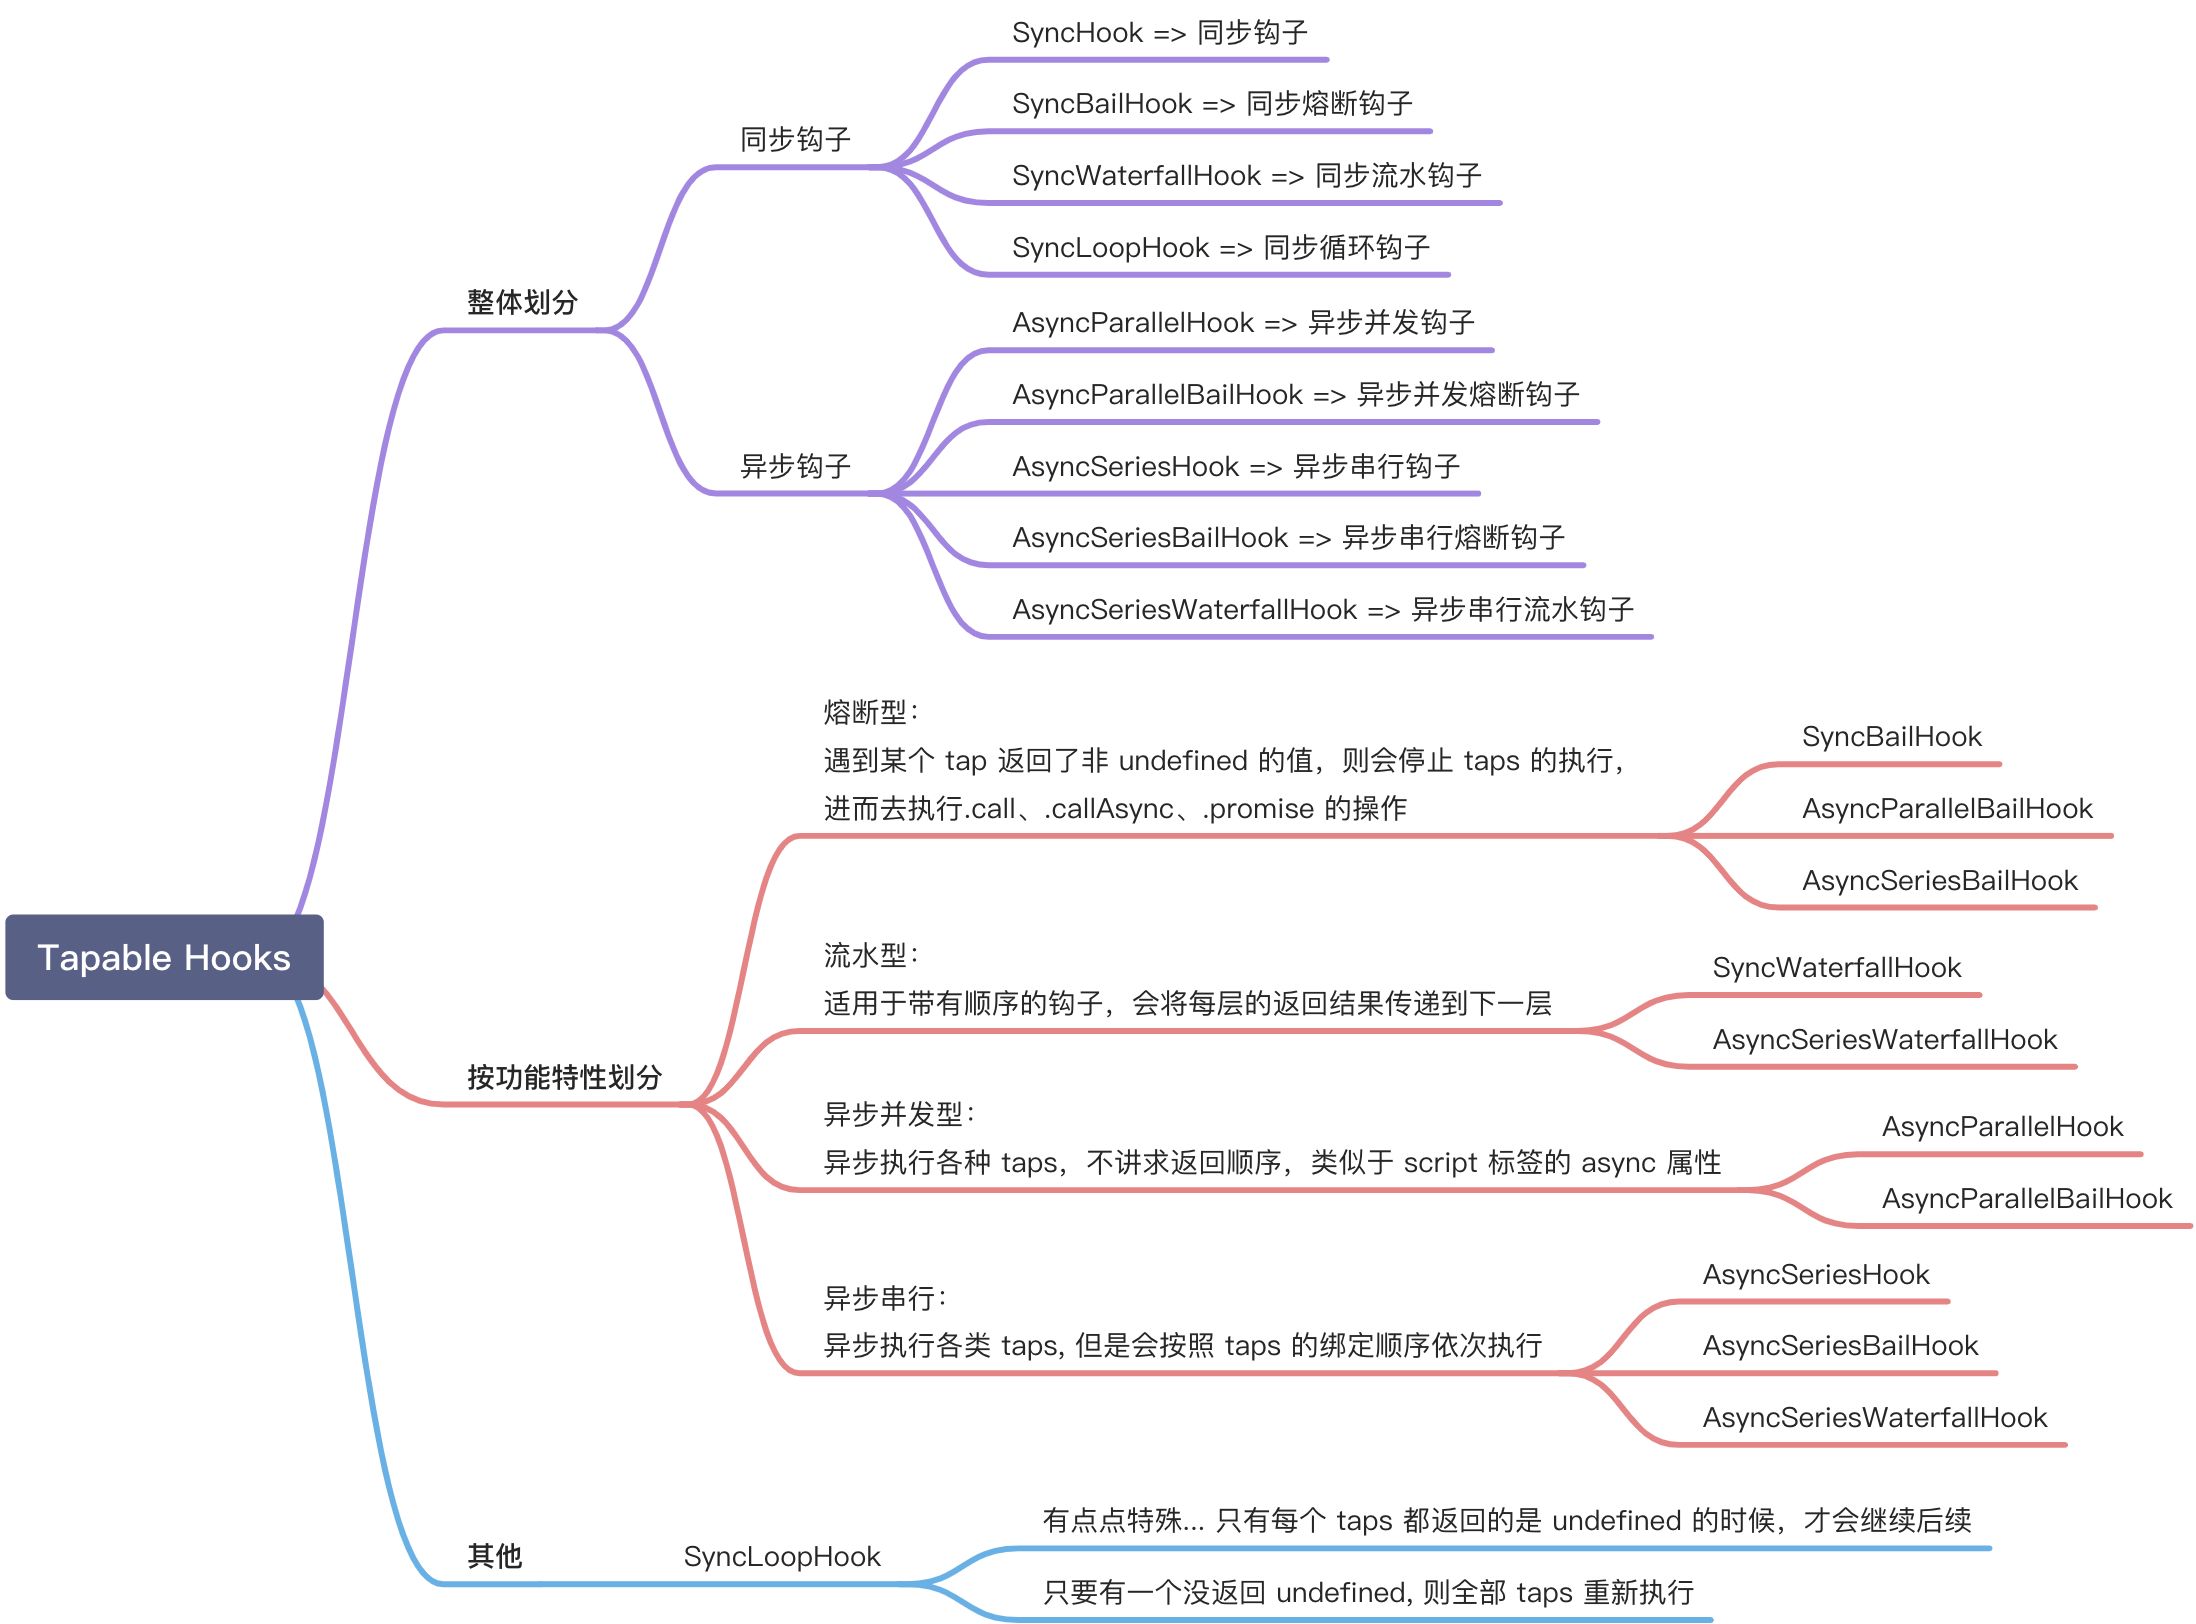 Tapable Hooks
整体划分
同步钩子
SyncHook => 同步钩子
SyncBailHook => 同步熔断钩子
SyncWaterfallHook => 同步流水钩子
SyncLoopHook => 同步循环钩子
异步钩子
AsyncParallelHook => 异步并发钩子
AsyncParallelBailHook => 异步并发熔断钩子
AsyncSeriesHook => 异步串行钩子
AsyncSeriesBailHook => 异步串行熔断钩子
AsyncSeriesWaterfallHook => 异步串行流水钩子
按功能特性划分
熔断型：
遇到某个 tap 返回了非 undefined 的值，则会停止 taps 的执行，
进而去执行.call、.callAsync、.promise 的操作
SyncBailHook
AsyncParallelBailHook
AsyncSeriesBailHook
流水型：
适用于带有顺序的钩子，会将每层的返回结果传递到下一层
SyncWaterfallHook
AsyncSeriesWaterfallHook
异步并发型：
异步执行各种 taps，不讲求返回顺序，类似于 script 标签的 async 属性
AsyncParallelHook
AsyncParallelBailHook
异步串行：
异步执行各类 taps, 但是会按照 taps 的绑定顺序依次执行
AsyncSeriesHook
AsyncSeriesBailHook
AsyncSeriesWaterfallHook
其他
SyncLoopHook
有点点特殊... 只有每个 taps 都返回的是 undefined 的时候，才会继续后续
只要有一个没返回 undefined, 则全部 taps 重新执行